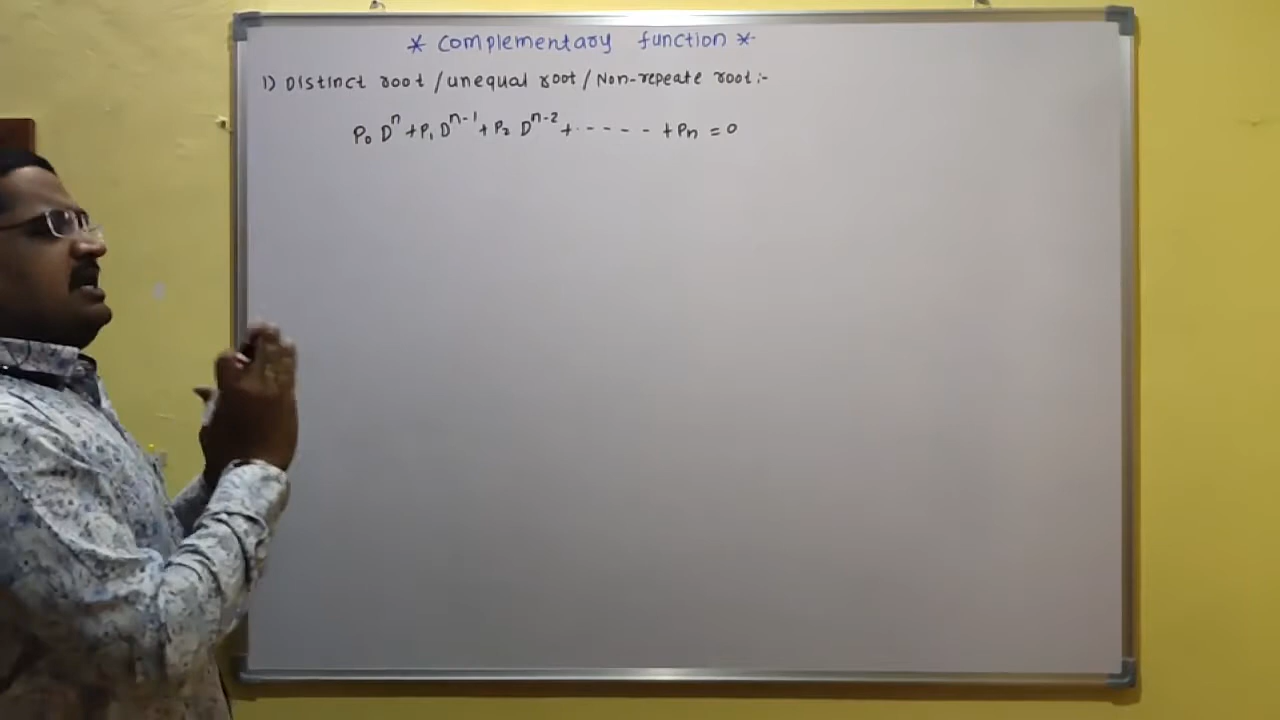 * Complementary function *
1) Distinct root / unequal root / Non-repeate root :-
P₀ Dⁿ + P₁ Dⁿ⁻¹ + P₂ Dⁿ⁻² + ----- + Pₙ = 0